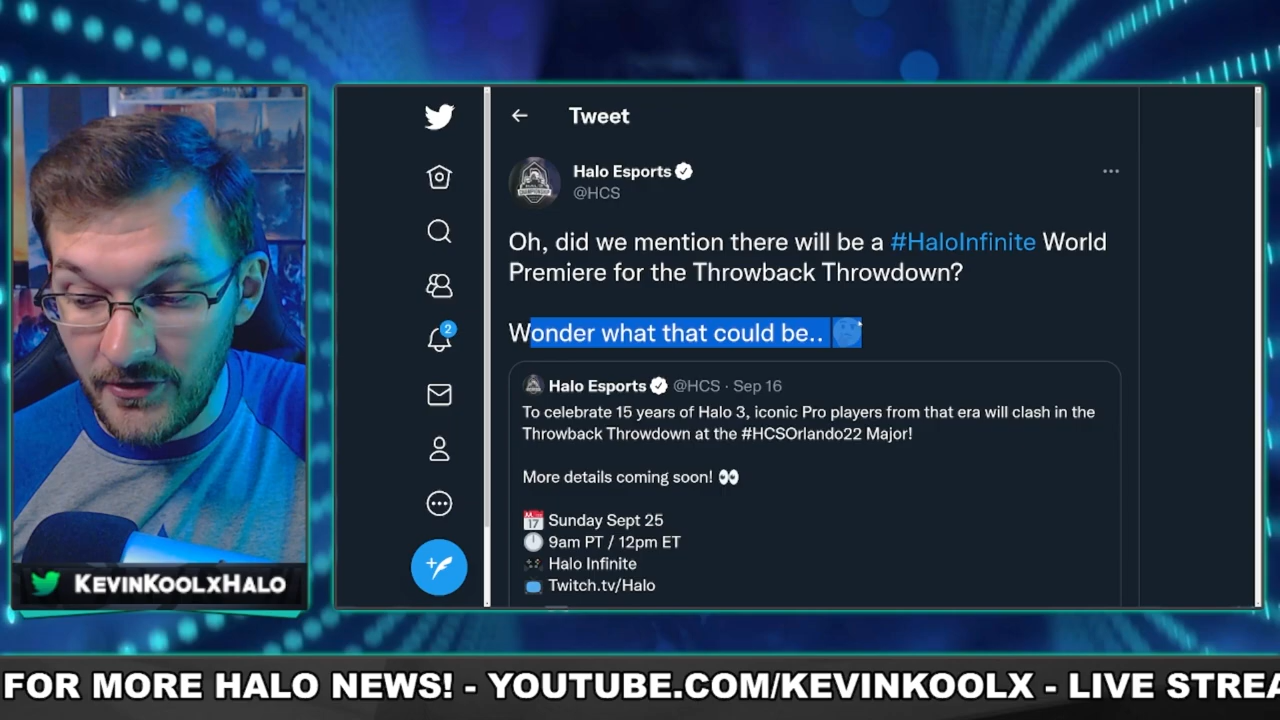 Tweet
Halo Esports
@HCS
Oh, did we mention there will be a #HaloInfinite World
Premiere for the Throwback Throwdown?
Wonder what that could be.. 🤔
Halo Esports @HCS · Sep 16
To celebrate 15 years of Halo 3, iconic Pro players from that era will clash in the
Throwback Throwdown at the #HCSOrlando22 Major!
More details coming soon! 👀
📅 Sunday Sept 25
🕛 9am PT / 12pm ET
🎮 Halo Infinite
📺 Twitch.tv/Halo
2
KEVINKOOLXHALO
FOR MORE HALO NEWS! - YOUTUBE.COM/KEVINKOOLX - LIVE STREA